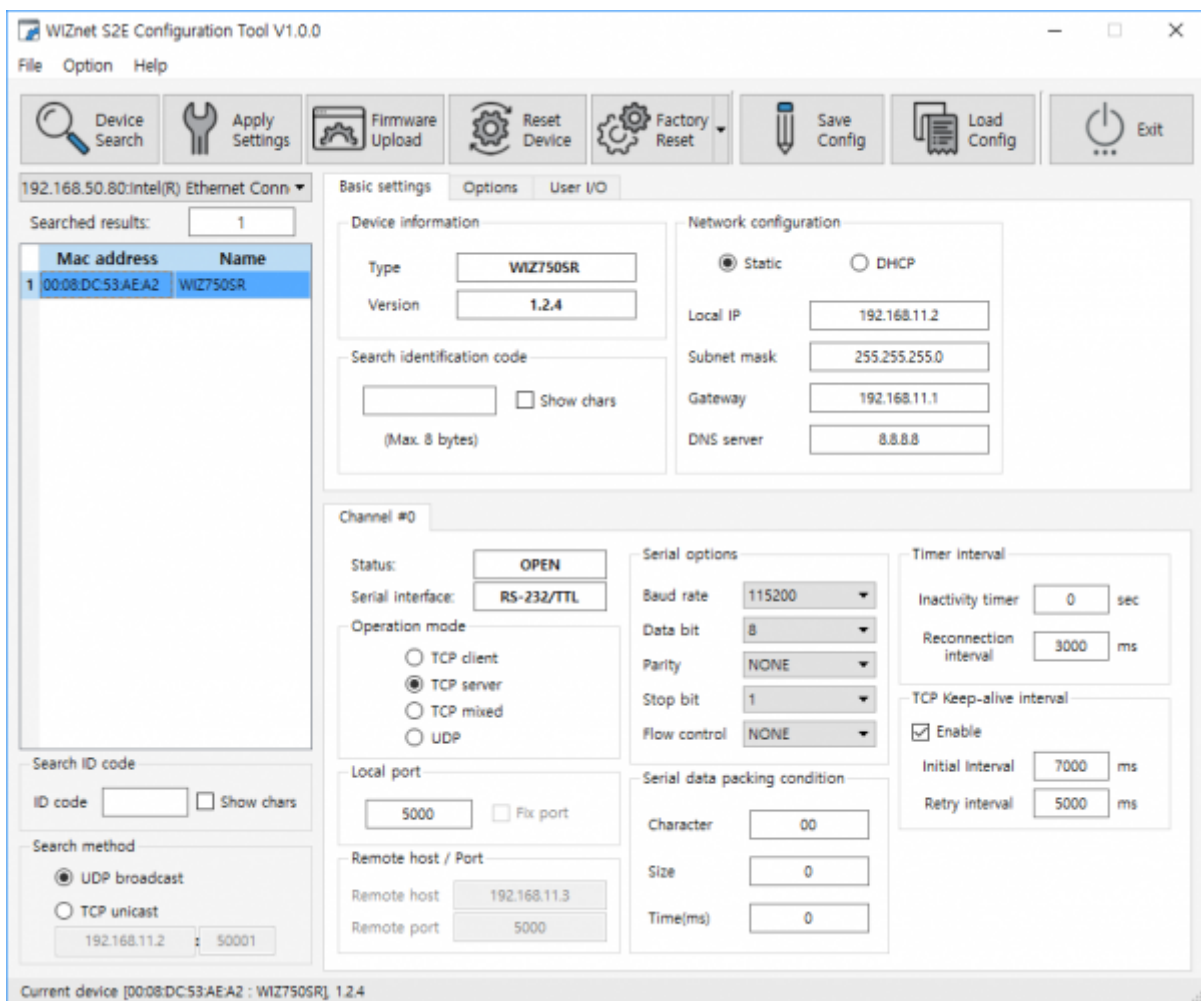 WIZnet S2E Configuration Tool V1.0.0
File Option Help
Device Search
Apply Settings
Firmware Upload
Reset Device
Factory Reset
Save Config
Load Config
Exit
192.168.50.80:Intel(R) Ethernet Conn
Searched results: 1
Mac address Name
1 00:08:DC:53:AE:A2 WIZ750SR
Search ID code
ID code Show chars
Search method
UDP broadcast
TCP unicast
192.168.11.2 : 50001
Basic settings Options User I/O
Device information
Type WIZ750SR
Version 1.2.4
Search identification code
Show chars
(Max. 8 bytes)
Network configuration
Static DHCP
Local IP 192.168.11.2
Subnet mask 255.255.255.0
Gateway 192.168.11.1
DNS server 8.8.8.8
Channel #0
Status: OPEN
Serial interface: RS-232/TTL
Operation mode
TCP client
TCP server
TCP mixed
UDP
Local port
5000 Fix port
Remote host / Port
Remote host 192.168.11.3
Remote port 5000
Serial options
Baud rate 115200
Data bit 8
Parity NONE
Stop bit 1
Flow control NONE
Serial data packing condition
Character 00
Size 0
Time(ms) 0
Timer interval
Inactivity timer 0 sec
Reconnection interval 3000 ms
TCP Keep-alive interval
Enable
Initial Interval 7000 ms
Retry interval 5000 ms
Current device [00:08:DC:53:AE:A2 : WIZ750SR], 1.2.4